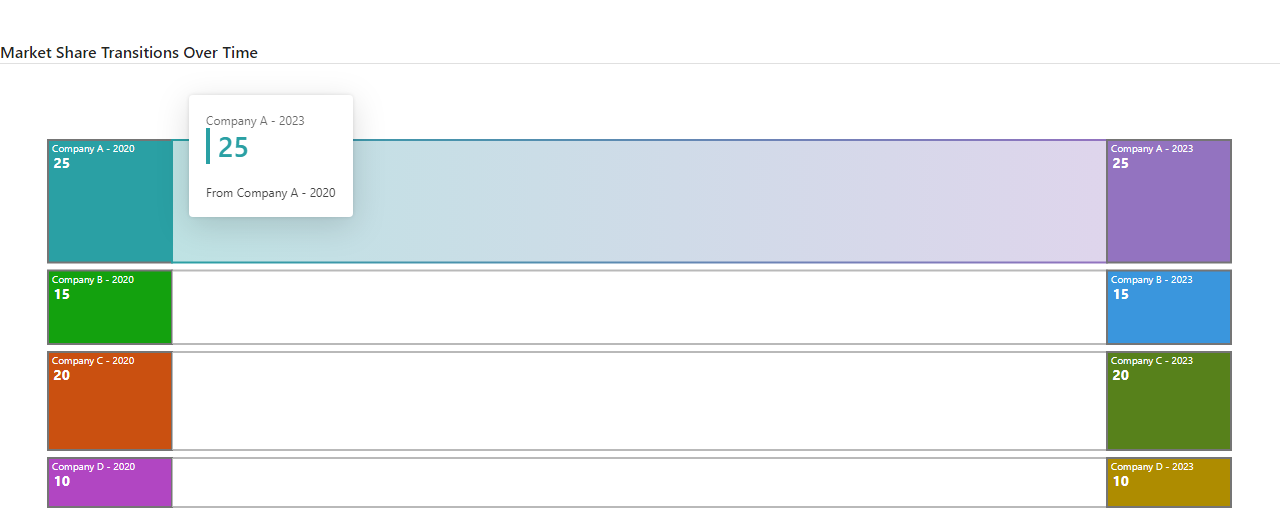 Market Share Transitions Over Time
Company A - 2023
25
From Company A - 2020
Company A - 2020
25
Company A - 2023
25
Company B - 2020
15
Company B - 2023
15
Company C - 2020
20
Company C - 2023
20
Company D - 2020
10
Company D - 2023
10